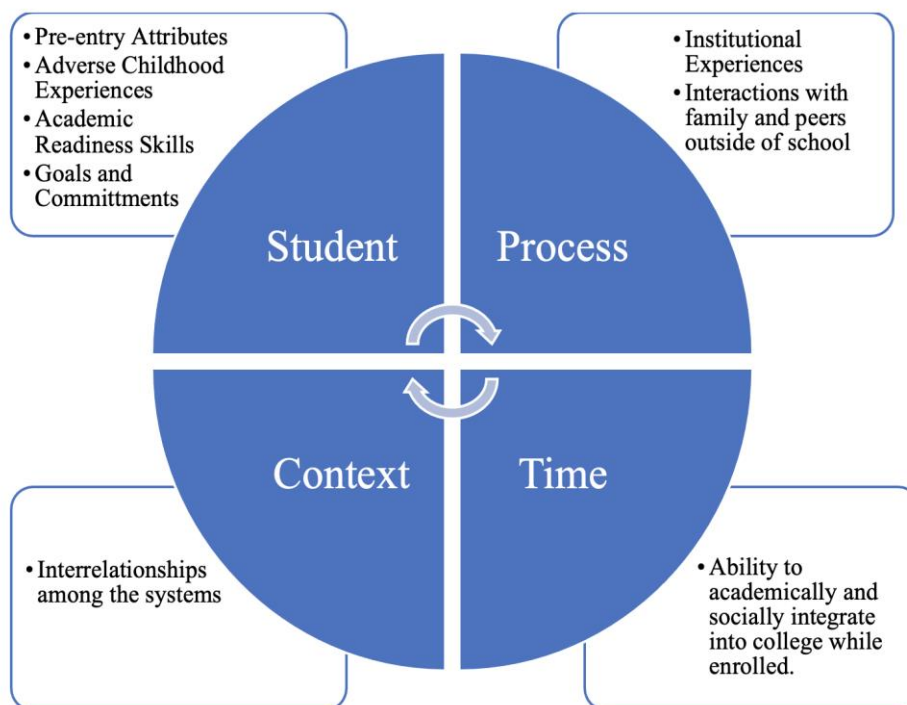 • Pre-entry Attributes
• Adverse Childhood
Experiences
• Academic
Readiness Skills
• Goals and
Committments
• Institutional
Experiences
• Interactions with
family and peers
outside of school
Student
Process
Context
Time
• Interrelationships
among the systems
• Ability to
academically and
socially integrate
into college while
enrolled.